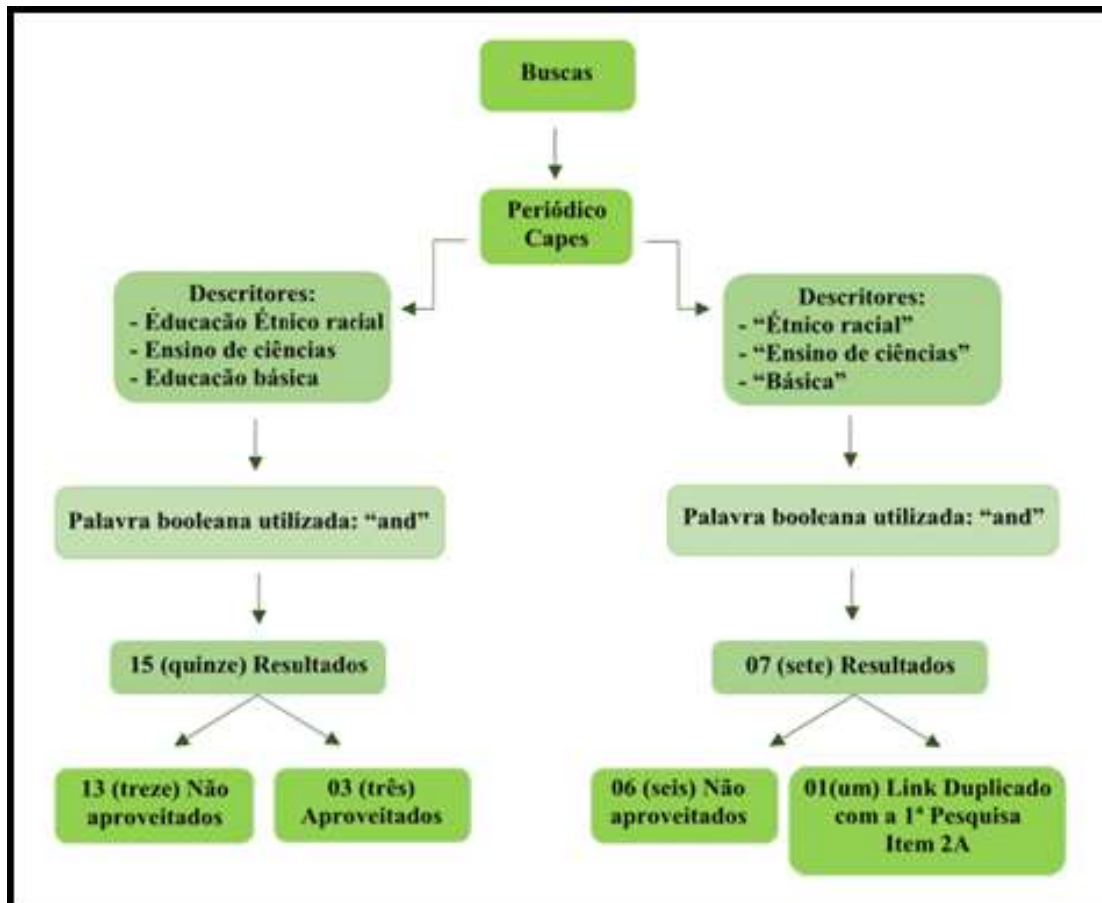 Buscas
Periódico
Capes
Descritores:
- Éducação Étnico racial
- Ensino de ciências
- Educação básica
Descritores:
- “Étnico racial”
- “Ensino de ciências”
- “Básica”
Palavra booleana utilizada: “and”
Palavra booleana utilizada: “and”
15 (quinze) Resultados
07 (sete) Resultados
13 (treze) Não
aproveitados
03 (três)
Aproveitados
06 (seis) Não
aproveitados
01(um) Link Duplicado
com a 1ª Pesquisa
Item 2A